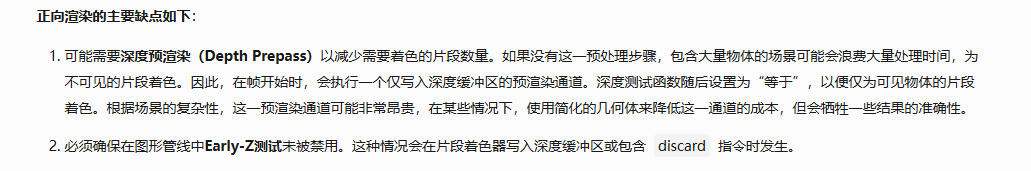 正向渲染的主要缺点如下：
1. 可能需要深度预渲染（Depth Prepass）以减少需要着色的片段数量。如果没有这一预处理步骤，包含大量物体的场景可能会浪费大量处理时间，为
不可见的片段着色。因此，在帧开始时，会执行一个仅写入深度缓冲区的预渲染通道。深度测试函数随后设置为“等于”，以便仅为可见物体的片段
着色。根据场景的复杂性，这一预渲染通道可能非常昂贵，在某些情况下，使用简化的几何体来降低这一通道的成本，但会牺牲一些结果的准确性。
2. 必须确保在图形管线中Early-Z测试未被禁用。这种情况会在片段着色器写入深度缓冲区或包含 discard 指令时发生。